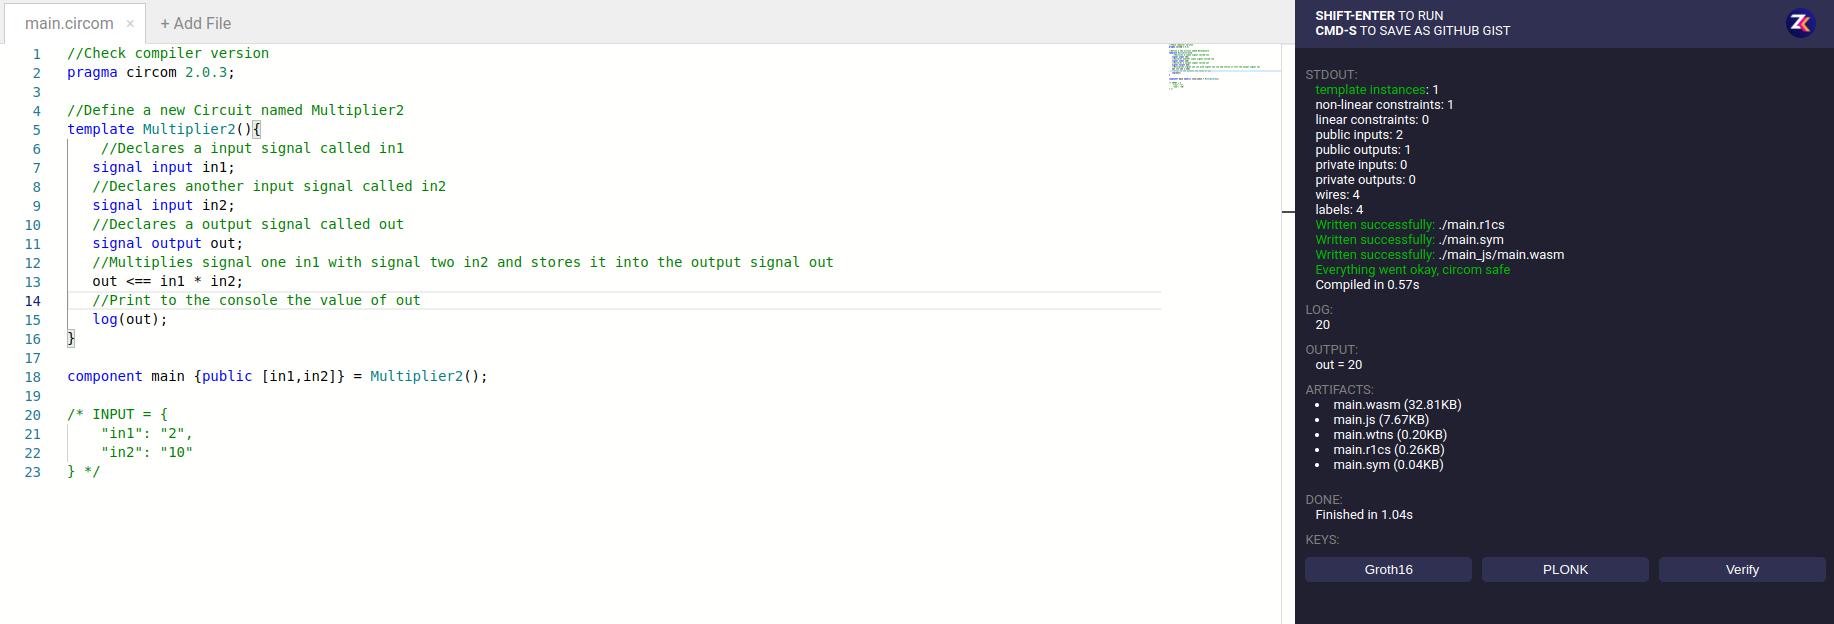 main.circom ×
+ Add File
1 //Check compiler version
2 pragma circom 2.0.3;
3
4 //Define a new Circuit named Multiplier2
5 template Multiplier2(){
6 //Declares a input signal called in1
7 signal input in1;
8 //Declares another input signal called in2
9 signal input in2;
10 //Declares a output signal called out
11 signal output out;
12 //Multiplies signal one in1 with signal two in2 and stores it into the output signal out
13 out <== in1 * in2;
14 //Print to the console the value of out
15 log(out);
16 }
17
18 component main {public [in1,in2]} = Multiplier2();
19
20 /* INPUT = {
21 "in1": "2",
22 "in2": "10"
23 } */
SHIFT-ENTER TO RUN
CMD-S TO SAVE AS GITHUB GIST
ZK
STDOUT:
template instances: 1
non-linear constraints: 1
linear constraints: 0
public inputs: 2
public outputs: 1
private inputs: 0
private outputs: 0
wires: 4
labels: 4
Written successfully: ./main.r1cs
Written successfully: ./main.sym
Written successfully: ./main_js/main.wasm
Everything went okay, circom safe
Compiled in 0.57s
LOG:
20
OUTPUT:
out = 20
ARTIFACTS:
• main.wasm (32.81KB)
• main.js (7.67KB)
• main.wtns (0.20KB)
• main.r1cs (0.26KB)
• main.sym (0.04KB)
DONE:
Finished in 1.04s
KEYS:
Groth16
PLONK
Verify